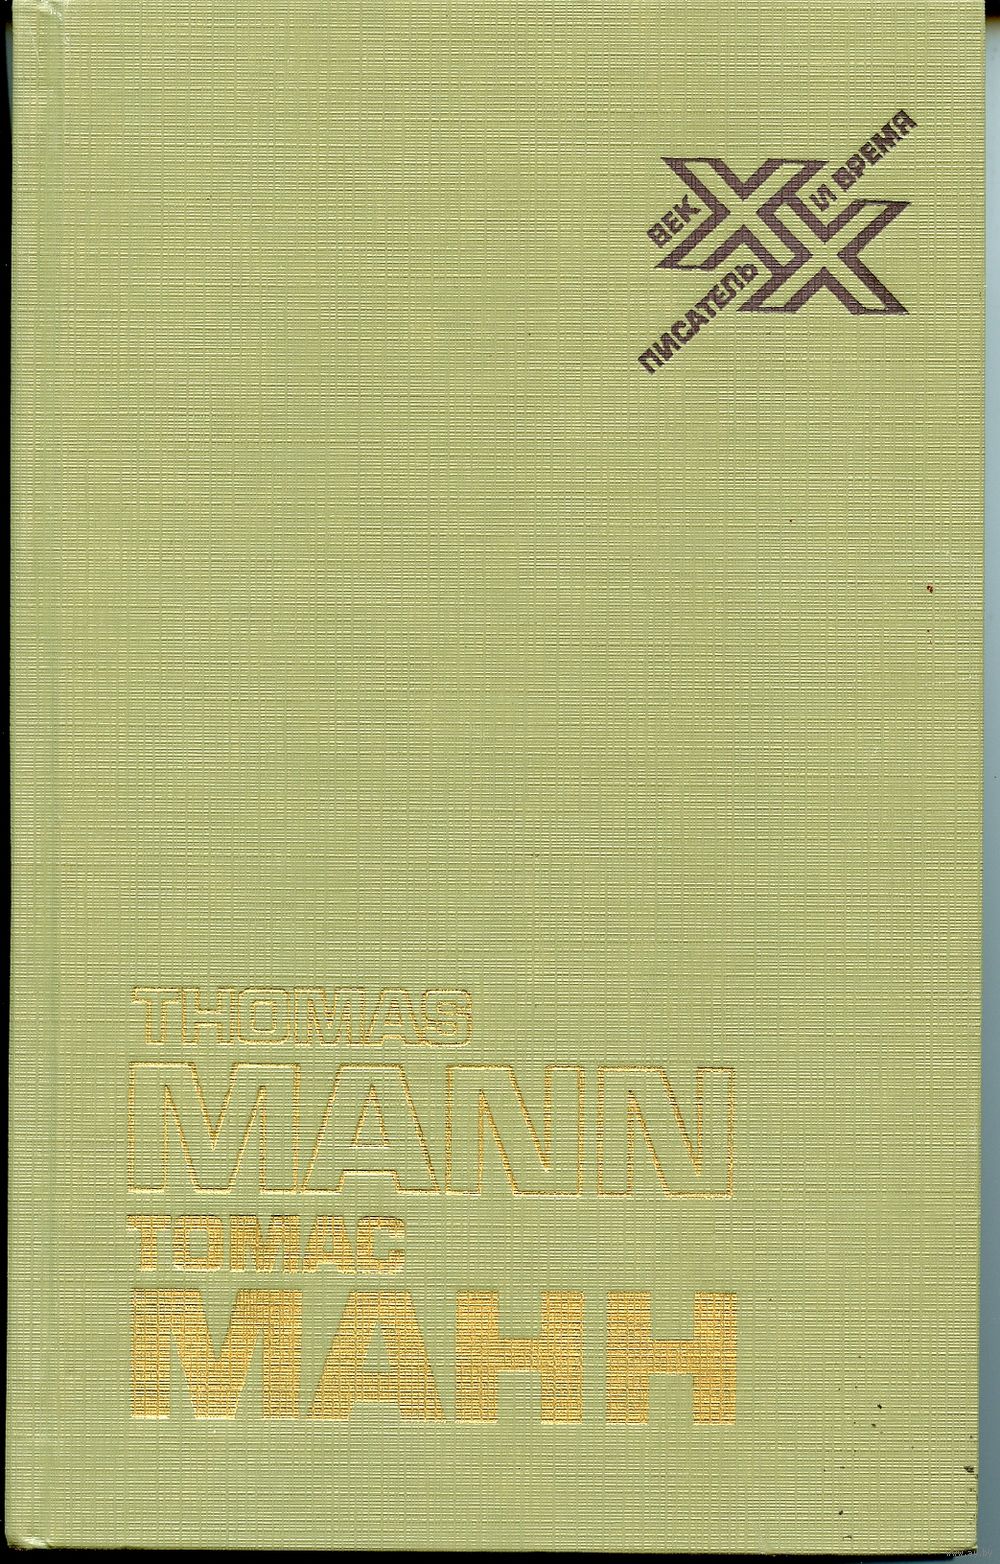 ВЕК XX
ПИСАТЕЛЬ И ВРЕМЯ
THOMAS
MANN
ТОМАС
МАНН